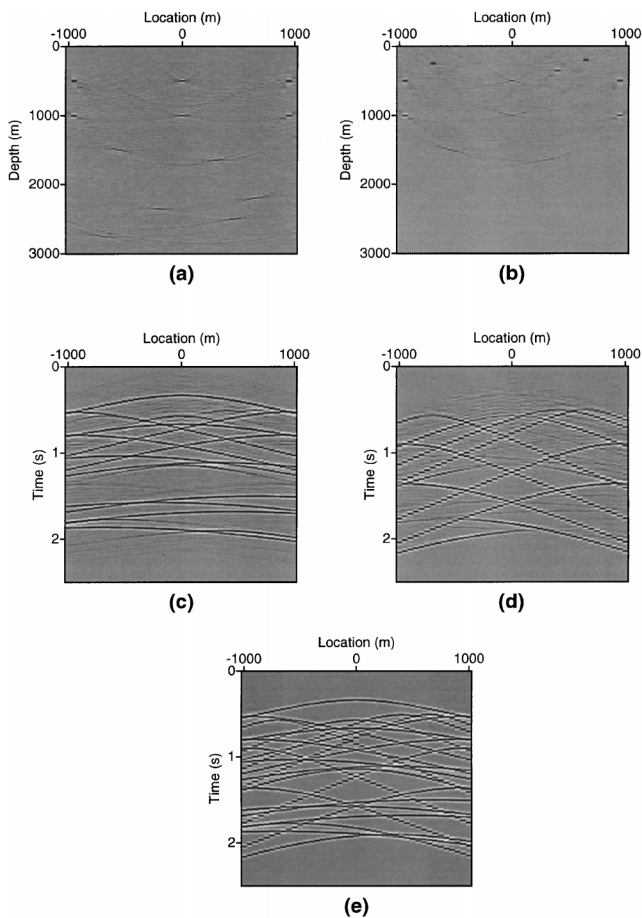 Location (m) Location (m)
-1000 0 1000 -1000 0 1000
0 0
1000 1000
2000 2000
3000 3000
Depth (m) Depth (m)
(a) (b)
Location (m) Location (m)
-1000 0 1000 -1000 0 1000
0 0
1 1
2 2
Time (s) Time (s)
(c) (d)
Location (m)
-1000 0 1000
0
1
2
Time (s)
(e)